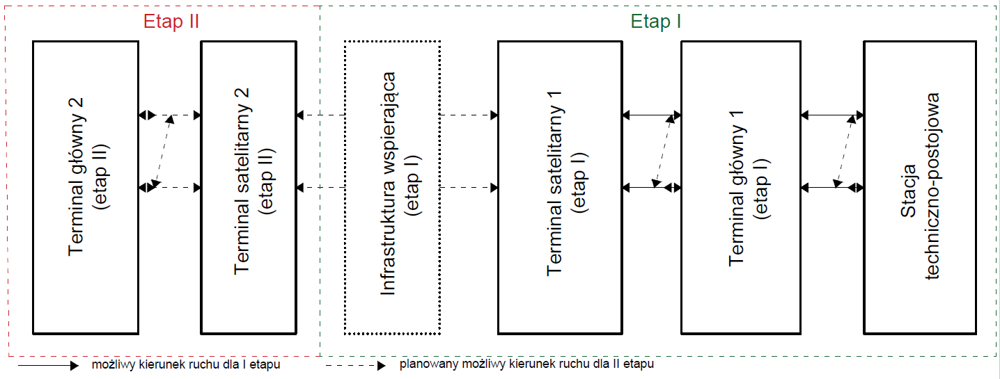 Etap II
Etap I
Terminal główny 2
(etap II)
Terminal satelitarny 2
(etap II)
Infrastruktura wspierająca
(etap I)
Terminal satelitarny 1
(etap I)
Terminal główny 1
(etap I)
Stacja
techniczno-postojowa
możliwy kierunek ruchu dla I etapu
planowany możliwy kierunek ruchu dla II etapu